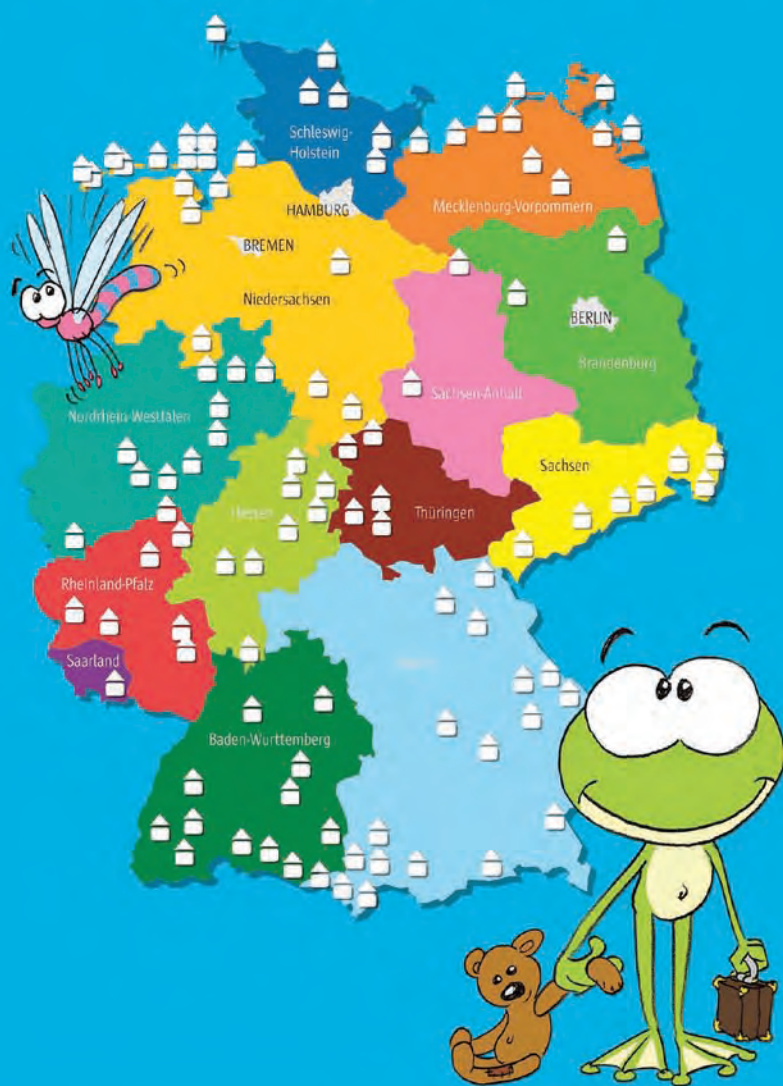 Schleswig-
Holstein
HAMBURG
Mecklenburg-Vorpommern
BREMEN
Niedersachsen
BERLIN
Brandenburg
Sachsen-Anhalt
Nordrhein-Westfalen
Sachsen
Hessen
Thüringen
Rheinland-Pfalz
Saarland
Baden-Württemberg